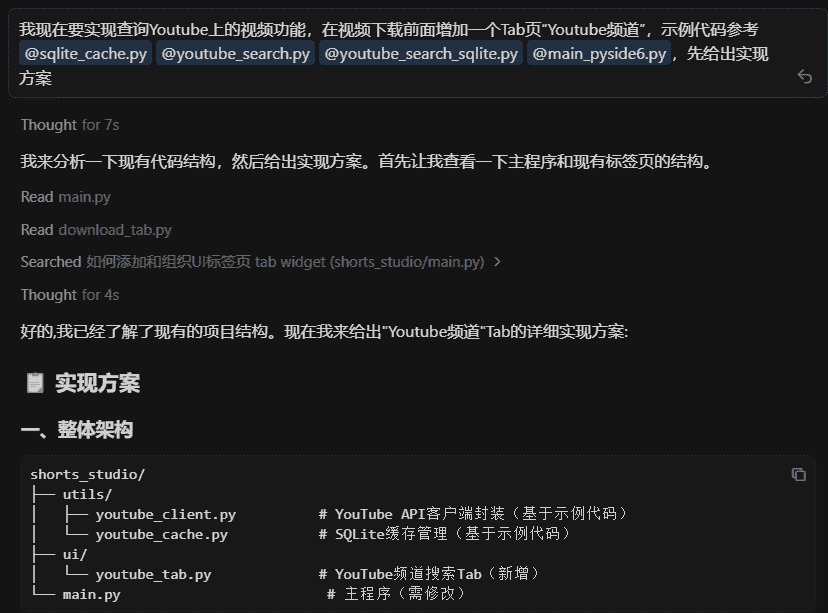 我现在要实现查询Youtube上的视频功能，在视频下载前面增加一个Tab页“Youtube频道”，示例代码参考
@sqlite_cache.py @youtube_search.py @youtube_search_sqlite.py @main_pyside6.py，先给出实现
方案
Thought for 7s
我来分析一下现有代码结构，然后给出实现方案。首先让我查看一下主程序和现有标签页的结构。
Read main.py
Read download_tab.py
Searched 如何添加和组织UI标签页 tab widget (shorts_studio/main.py) >
Thought for 4s
好的,我已经了解了现有的项目结构。现在我来给出"Youtube频道"Tab的详细实现方案:
📋 实现方案
一、整体架构
shorts_studio/
├── utils/
│   ├── youtube_client.py          # YouTube API客户端封装（基于示例代码）
│   └── youtube_cache.py           # SQLite缓存管理（基于示例代码）
├── ui/
│   └── youtube_tab.py             # YouTube频道搜索Tab（新增）
└── main.py                         # 主程序（需修改）